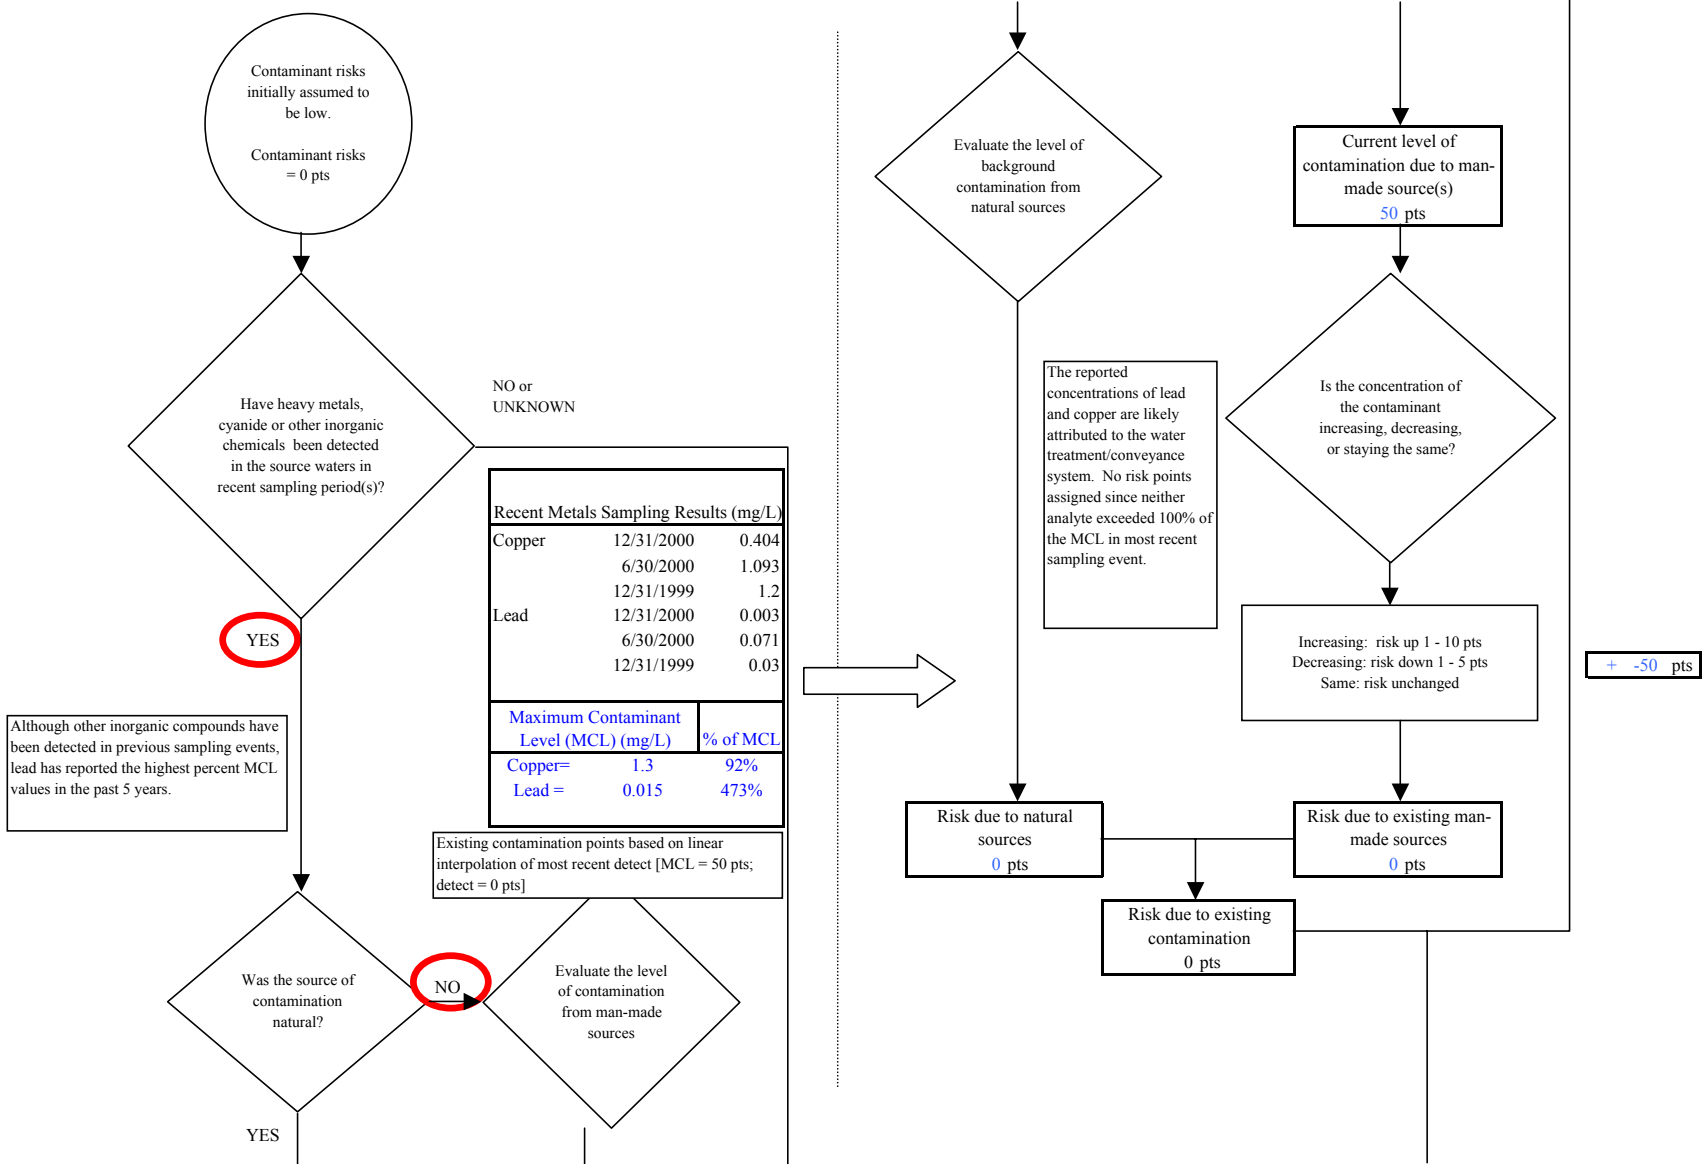 Contaminant risks
initially assumed to
be low.
Contaminant risks
= 0 pts
Have heavy metals,
cyanide or other inorganic
chemicals been detected
in the source waters in
recent sampling period(s)?
NO or
UNKNOWN
YES
Recent Metals Sampling Results (mg/L)
Copper 12/31/2000 0.404
6/30/2000 1.093
12/31/1999 1.2
Lead 12/31/2000 0.003
6/30/2000 0.071
12/31/1999 0.03
Maximum Contaminant
Level (MCL) (mg/L) % of MCL
Copper= 1.3 92%
Lead = 0.015 473%
Although other inorganic compounds have
been detected in previous sampling events,
lead has reported the highest percent MCL
values in the past 5 years.
Existing contamination points based on linear
interpolation of most recent detect [MCL = 50 pts;
detect = 0 pts]
Was the source of
contamination
natural?
NO
Evaluate the level
of contamination
from man-made
sources
YES
Evaluate the level of
background
contamination from
natural sources
Current level of
contamination due to man-
made source(s)
50 pts
The reported
concentrations of lead
and copper are likely
attributed to the water
treatment/conveyance
system. No risk points
assigned since neither
analyte exceeded 100% of
the MCL in most recent
sampling event.
Is the concentration of
the contaminant
increasing, decreasing,
or staying the same?
Increasing: risk up 1 - 10 pts
Decreasing: risk down 1 - 5 pts
Same: risk unchanged
+ -50 pts
Risk due to natural
sources
0 pts
Risk due to existing man-
made sources
0 pts
Risk due to existing
contamination
0 pts